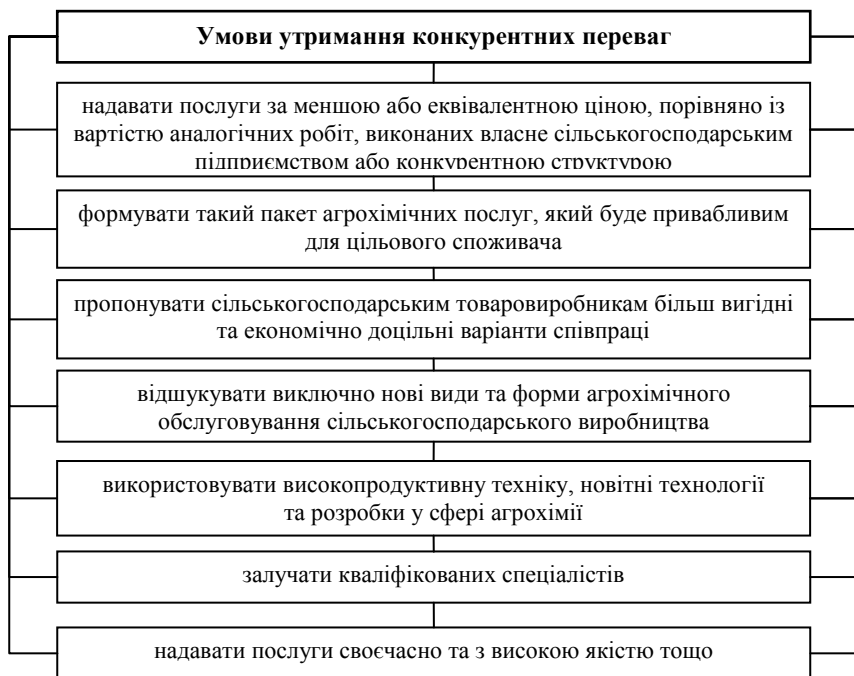 Умови утримання конкурентних переваг
надавати послуги за меншою або еквівалентною ціною, порівняно із
вартістю аналогічних робіт, виконаних власне сільськогосподарським
підприємством або конкурентною структурою
формувати такий пакет агрохімічних послуг, який буде привабливим
для цільового споживача
пропонувати сільськогосподарським товаровиробникам більш вигідні
та економічно доцільні варіанти співпраці
відшукувати виключно нові види та форми агрохімічного
обслуговування сільськогосподарського виробництва
використовувати високопродуктивну техніку, новітні технології
та розробки у сфері агрохімії
залучати кваліфікованих спеціалістів
надавати послуги своєчасно та з високою якістю тощо